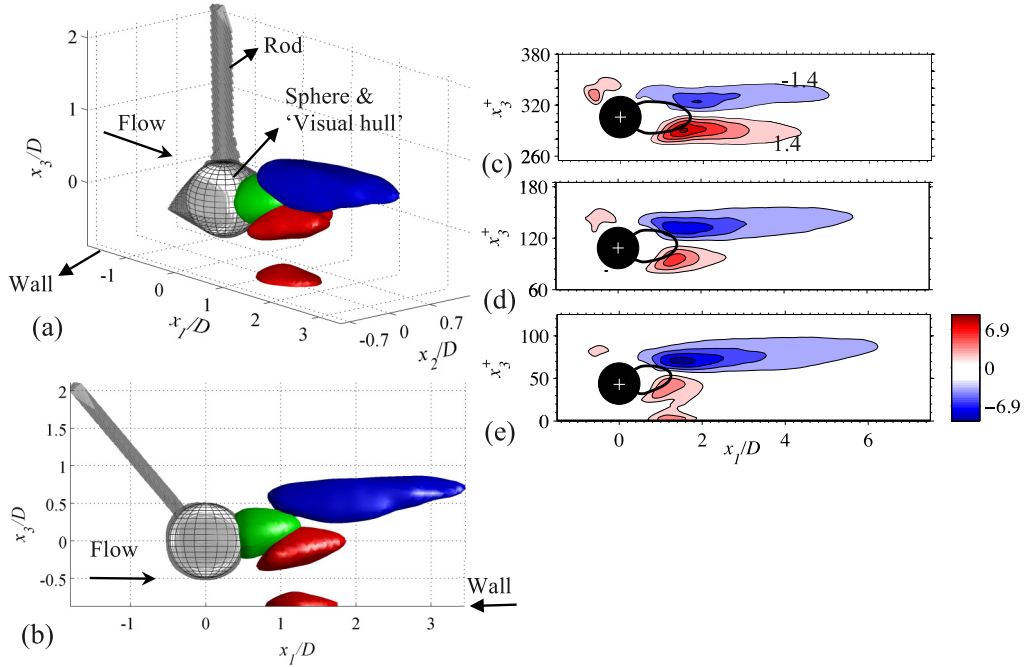 2
1
0
x3/D
Rod
Sphere &
'Visual hull'
Flow
Wall
-1
0
1
2
3
x1/D
-0.7
0
0.7
x2/D
(a)
2
1.5
1
0.5
0
-0.5
x3/D
Flow
Wall
-1
0
1
2
3
x1/D
(b)
380
320
260
x3+
-1.4
1.4
(c)
180
120
60
x3+
(d)
100
50
0
x3+
0
2
4
6
x1/D
(e)
6.9
0
−6.9